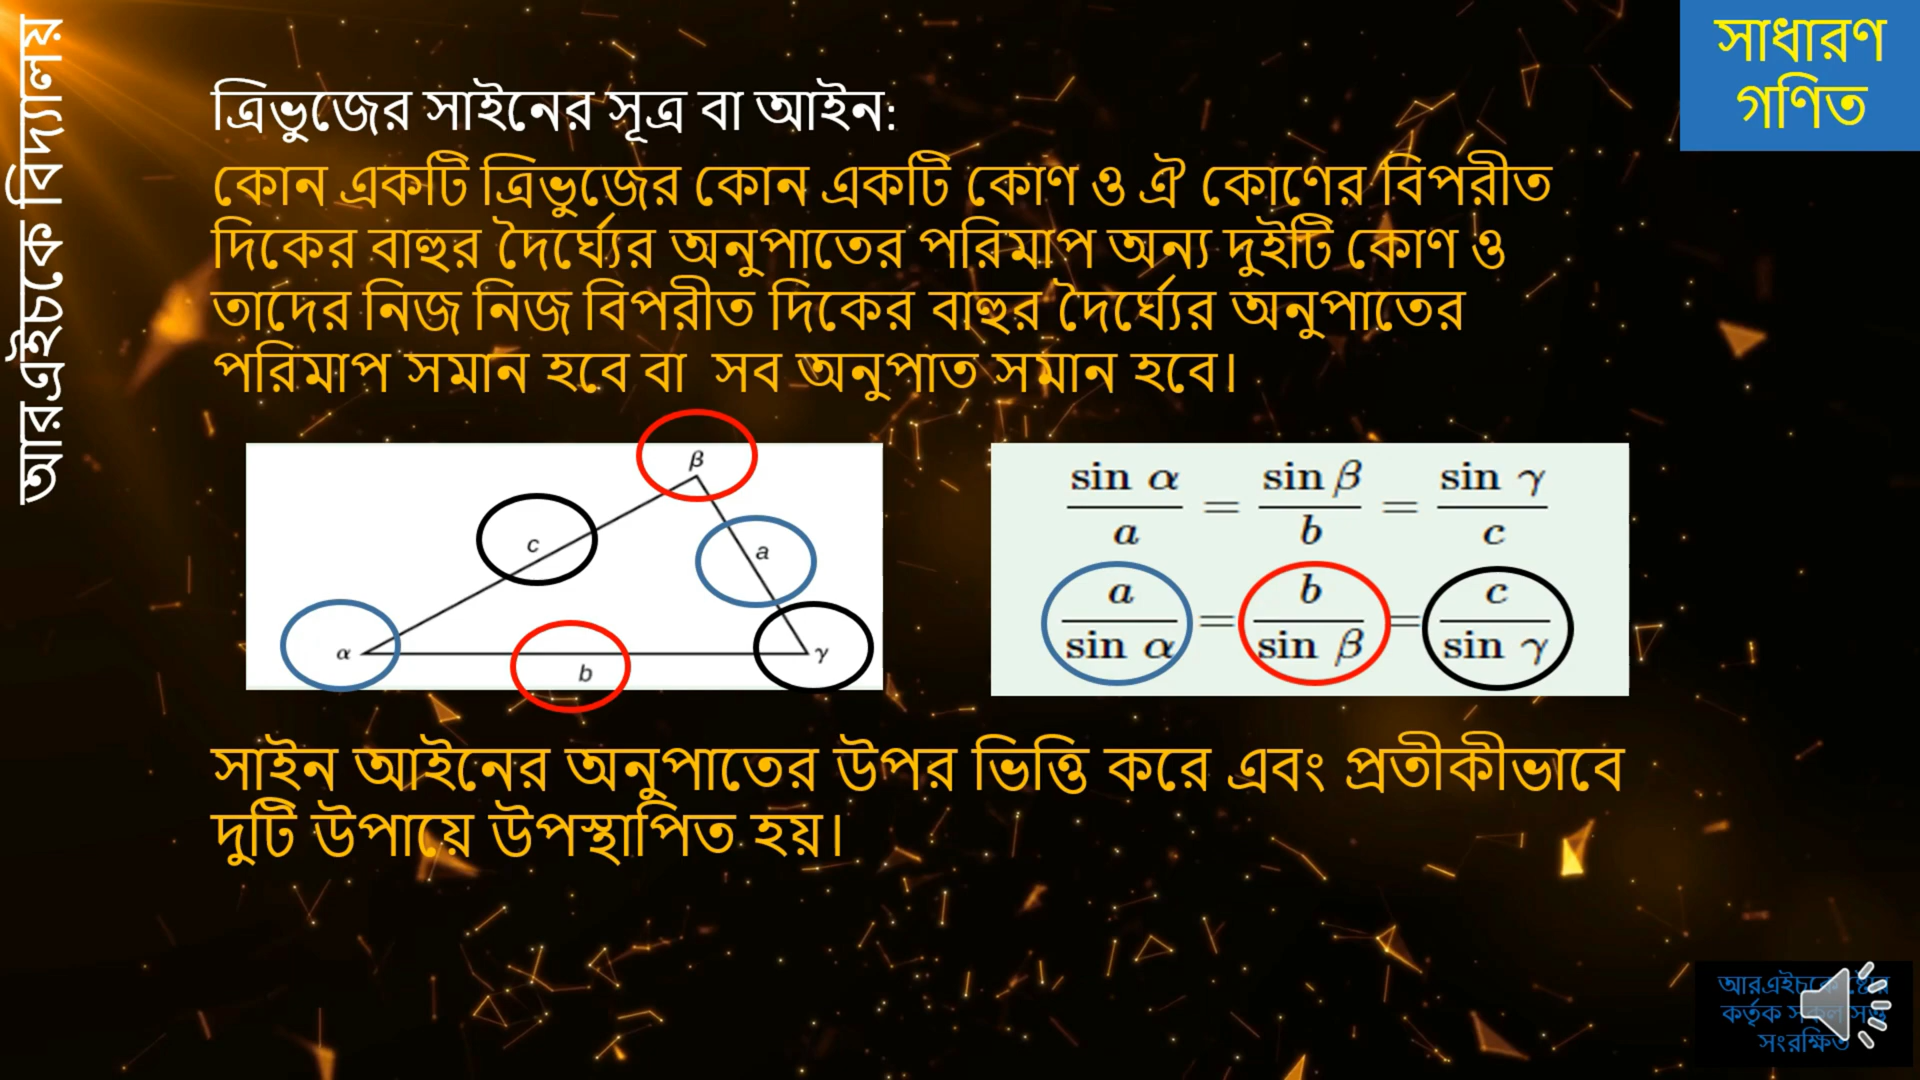 আরএইচকে বিদ্যালয়
সাধারণ
গণিত
ত্রিভুজের সাইনের সূত্র বা আইন:
কোন একটি ত্রিভুজের কোন একটি কোণ ও ঐ কোণের বিপরীত
দিকের বাহুর দৈর্ঘ্যের অনুপাতের পরিমাপ অন্য দুইটি কোণ ও
তাদের নিজ নিজ বিপরীত দিকের বাহুর দৈর্ঘ্যের অনুপাতের
পরিমাপ সমান হবে বা সব অনুপাত সমান হবে।
β
c
a
α
b
γ
sin α / a = sin β / b = sin γ / c
a / sin α = b / sin β = c / sin γ
সাইন আইনের অনুপাতের উপর ভিত্তি করে এবং প্রতীকীভাবে
দুটি উপায়ে উপস্থাপিত হয়।
আরএইচকে
কর্তৃক
সংরক্ষিত